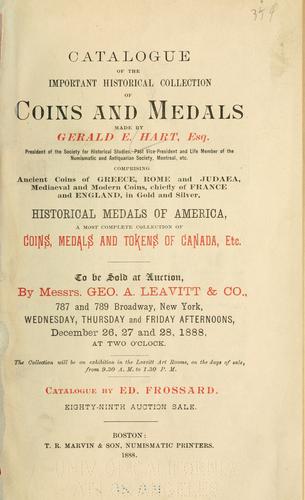 349
CATALOGUE
OF THE
IMPORTANT HISTORICAL COLLECTION
OF
COINS AND MEDALS
MADE BY
GERALD E. HART, Esq.
President of the Society for Historical Studies, Past Vice-President and Life Member of the
Numismatic and Antiquarian Society, Montreal, etc.
COMPRISING
Ancient Coins of GREECE, ROME and JUDAEA,
Mediaeval and Modern Coins, chiefly of FRANCE
and ENGLAND, in Gold and Silver,
HISTORICAL MEDALS OF AMERICA,
A MOST COMPLETE COLLECTION OF
COINS, MEDALS AND TOKENS OF CANADA, Etc.
To be Sold at Auction,
By Messrs. GEO. A. LEAVITT & CO.,
787 and 789 Broadway, New York,
WEDNESDAY, THURSDAY and FRIDAY AFTERNOONS,
December 26, 27 and 28, 1888,
AT TWO O'CLOCK.
The Collection will be on exhibition in the Leavitt Art Rooms, on the days of sale,
from 9.30 A. M. to 1.30 P. M.
CATALOGUE BY ED. FROSSARD.
EIGHTY-NINTH AUCTION SALE.
BOSTON:
T. R. MARVIN & SON, NUMISMATIC PRINTERS.
1888.